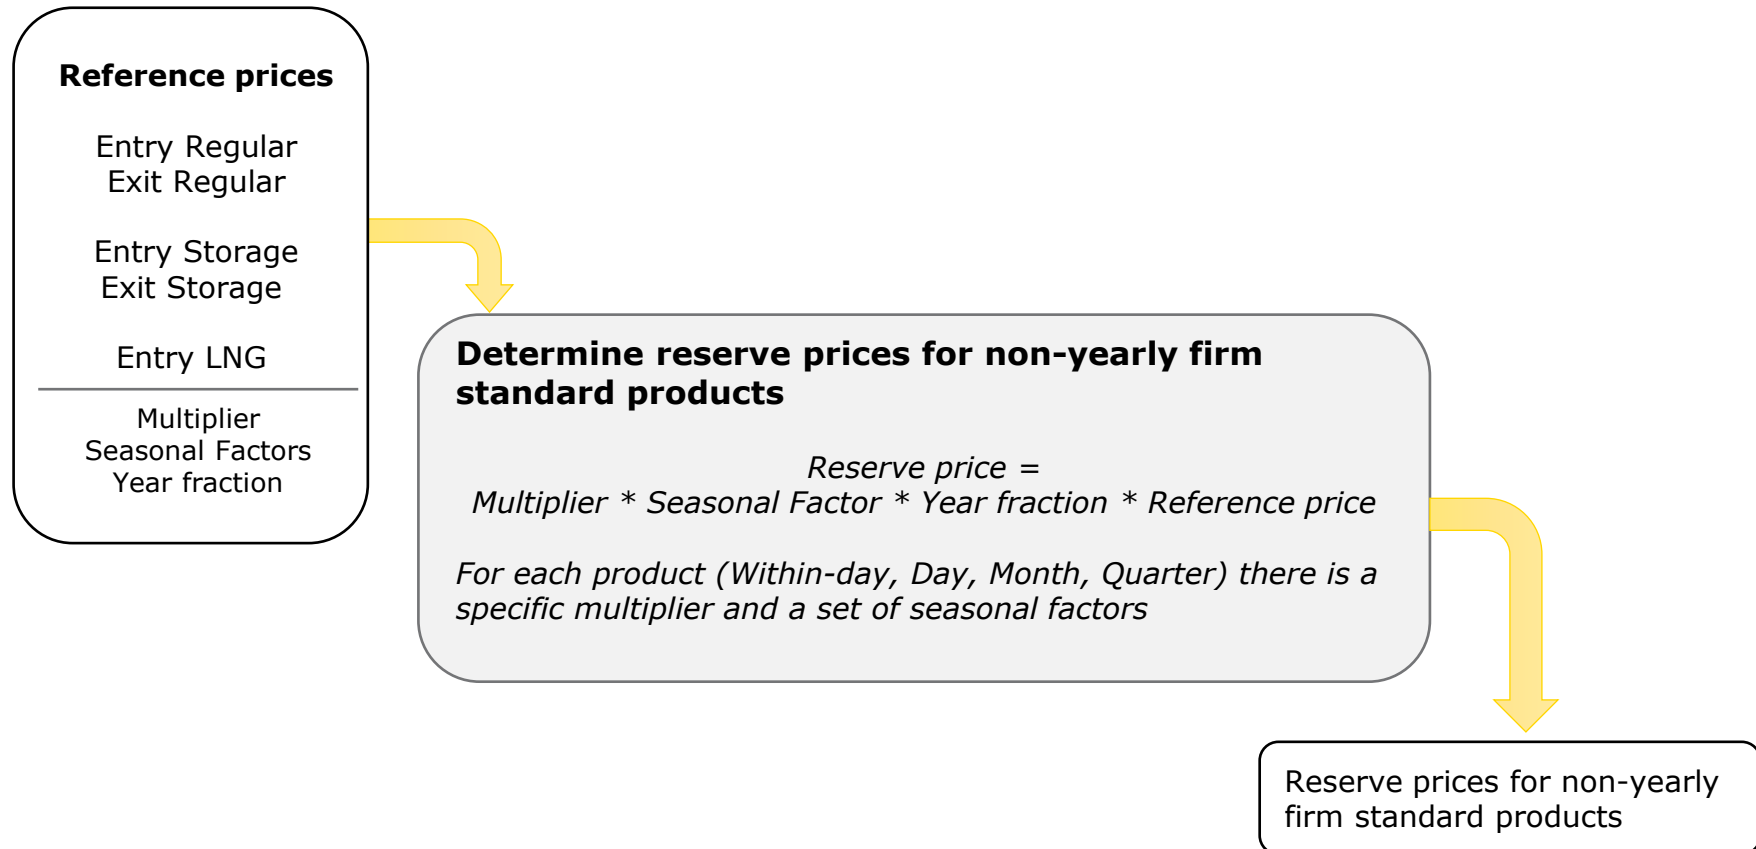 Reference prices
Entry Regular
Exit Regular
Entry Storage
Exit Storage
Entry LNG
Multiplier
Seasonal Factors
Year fraction
Determine reserve prices for non-yearly firm
standard products
Reserve price =
Multiplier * Seasonal Factor * Year fraction * Reference price
For each product (Within-day, Day, Month, Quarter) there is a
specific multiplier and a set of seasonal factors
Reserve prices for non-yearly
firm standard products